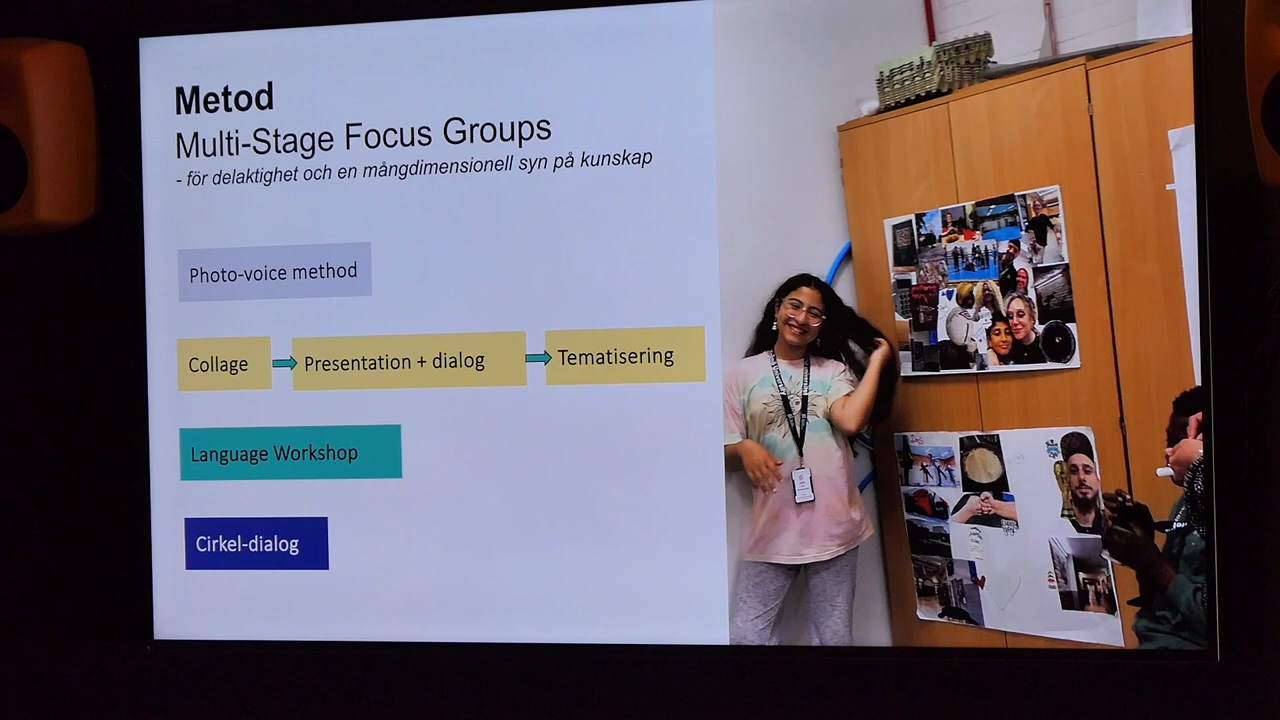 Metod
Multi-Stage Focus Groups
- för delaktighet och en mångdimensionell syn på kunskap
Photo-voice method
Collage
Presentation + dialog
Tematisering
Language Workshop
Cirkel-dialog